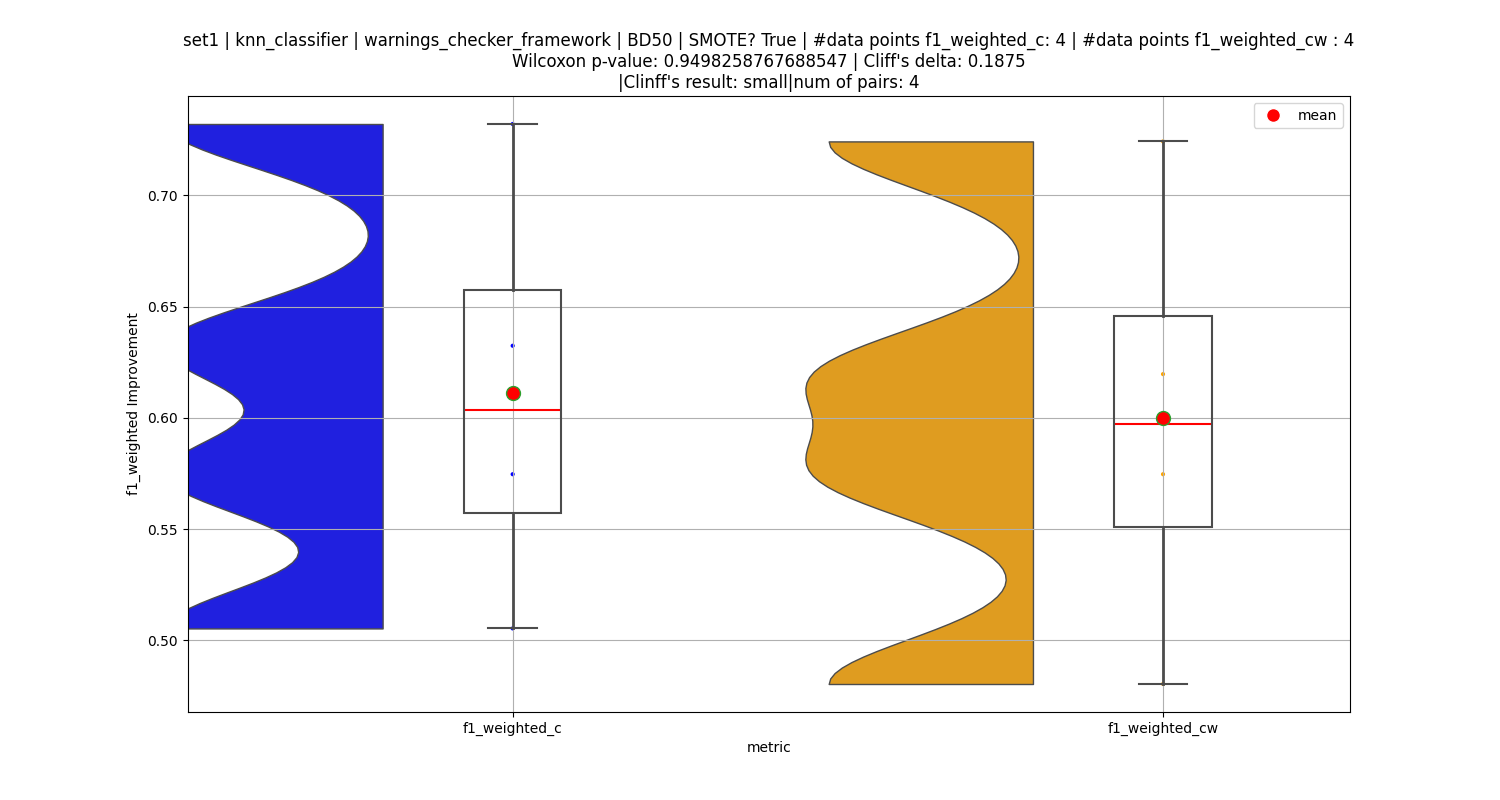 set1 | knn_classifier | warnings_checker_framework | BD50 | SMOTE? True | #data points f1_weighted_c: 4 | #data points f1_weighted_cw : 4
Wilcoxon p-value: 0.9498258767688547 | Cliff's delta: 0.1875
|Clinff's result: small|num of pairs: 4
mean
0.70
0.65
0.60
0.55
0.50
f1_weighted Improvement
f1_weighted_c
f1_weighted_cw
metric